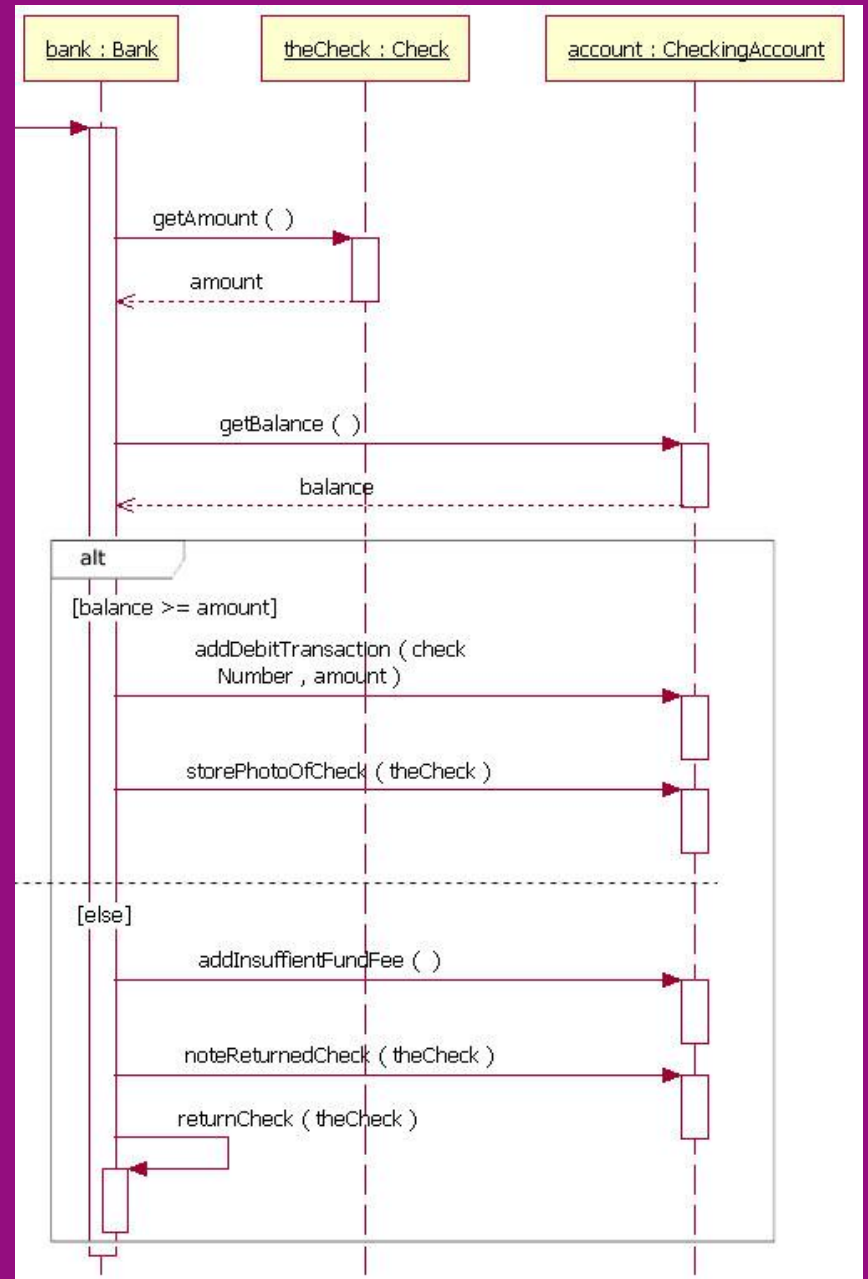 bank : Bank
theCheck : Check
account : CheckingAccount
getAmount ( )
amount
getBalance ( )
balance
alt
[balance >= amount]
addDebitTransaction ( check
Number , amount )
storePhotoOfCheck ( theCheck )
[else]
addInsuffientFundFee ( )
noteReturnedCheck ( theCheck )
returnCheck ( theCheck )